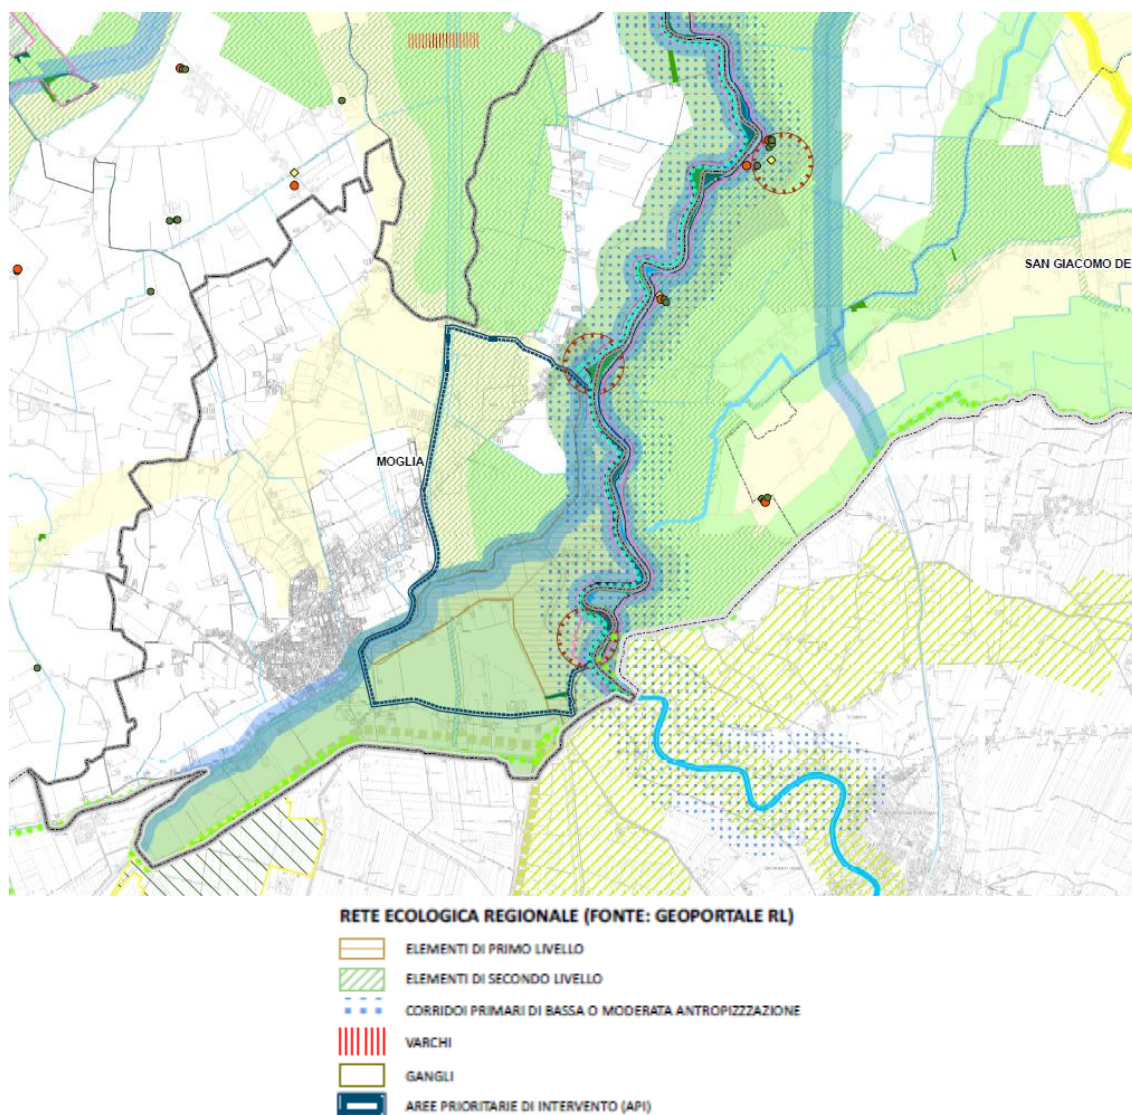 SAN GIACOMO DE
MOGLIA
RETE ECOLOGICA REGIONALE (FONTE: GEOPORTALE RL)
ELEMENTI DI PRIMO LIVELLO
ELEMENTI DI SECONDO LIVELLO
CORRIDOI PRIMARI DI BASSA O MODERATA ANTROPIZZZAZIONE
VARCHI
GANGLI
AREE PRIORITARIE DI INTERVENTO (API)